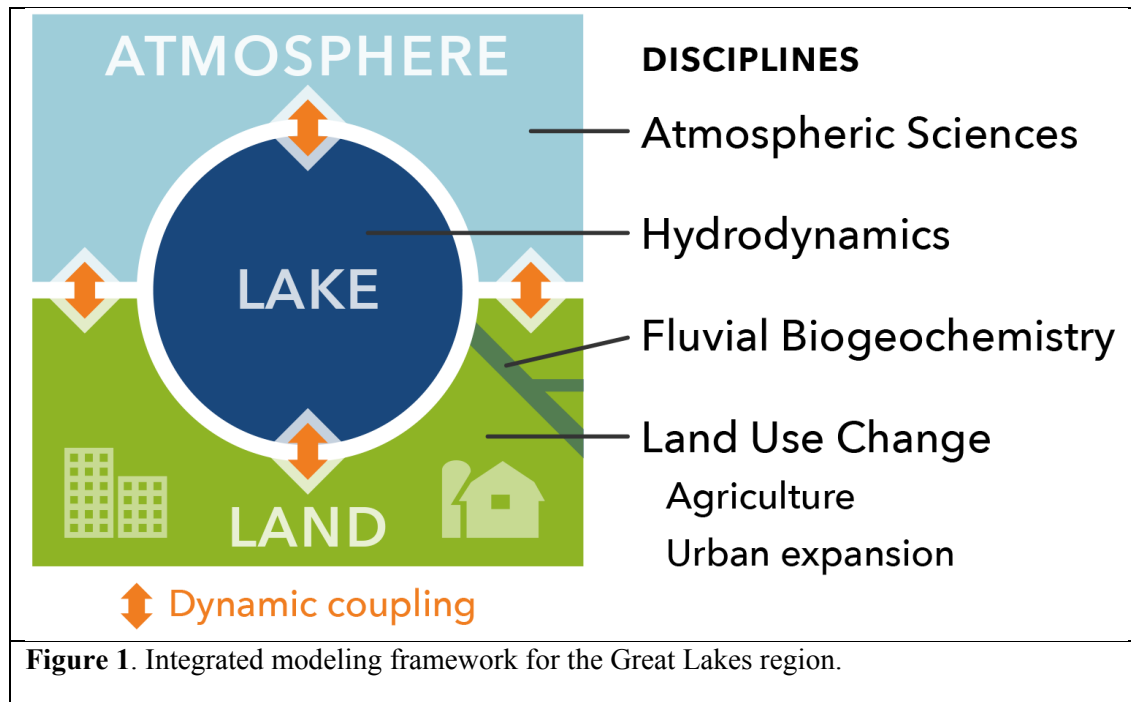 ATMOSPHERE
LAKE
LAND
Dynamic coupling
DISCIPLINES
Atmospheric Sciences
Hydrodynamics
Fluvial Biogeochemistry
Land Use Change
Agriculture
Urban expansion
Figure 1. Integrated modeling framework for the Great Lakes region.